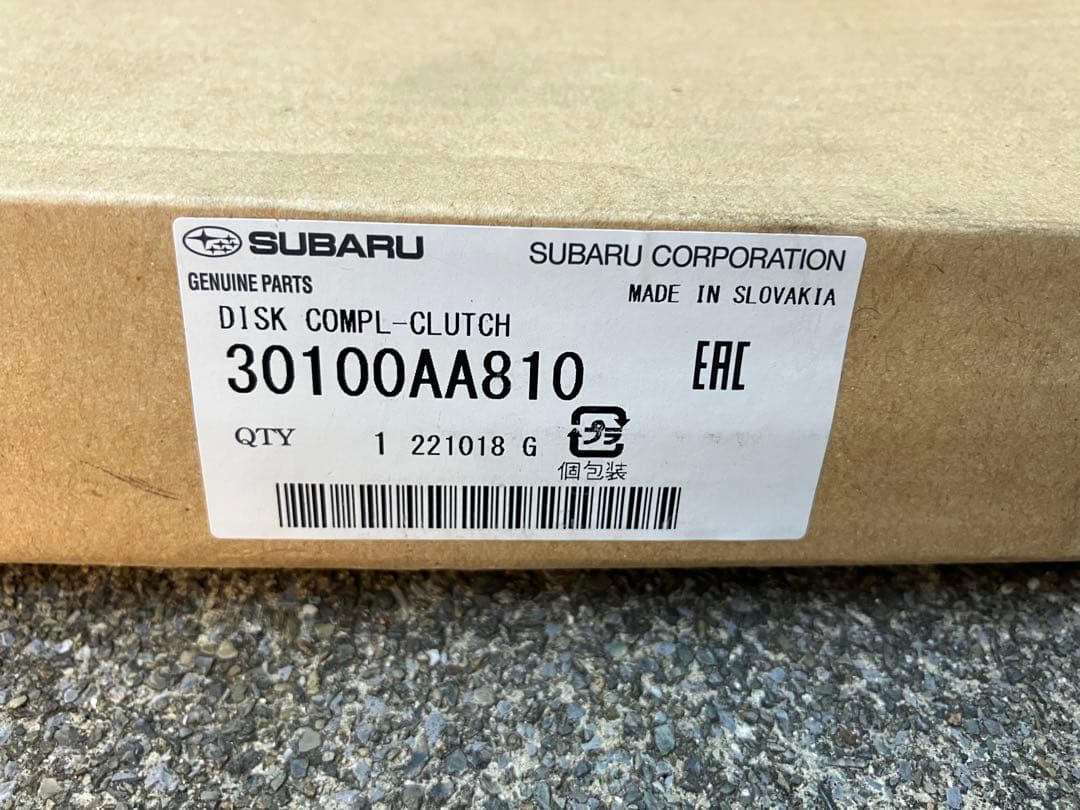 SUBARU
SUBARU CORPORATION
GENUINE PARTS
MADE IN SLOVAKIA
DISK COMPL-CLUTCH
30100AA810
EAC
QTY 1 221018 G
プラ
個包装